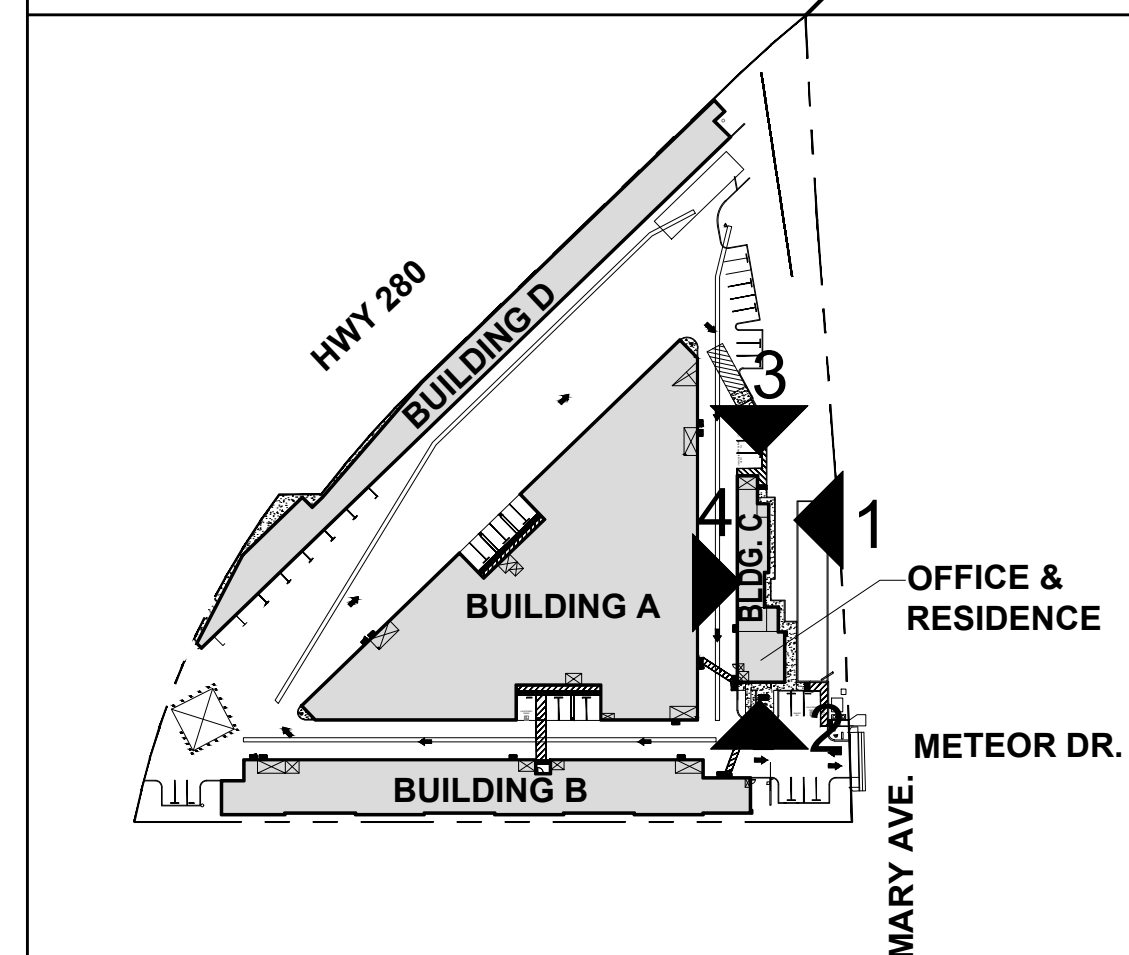 HWY 280
BUILDING D
3
4
1
BLDG. C
OFFICE &
RESIDENCE
BUILDING A
2
METEOR DR.
BUILDING B
MARY AVE.